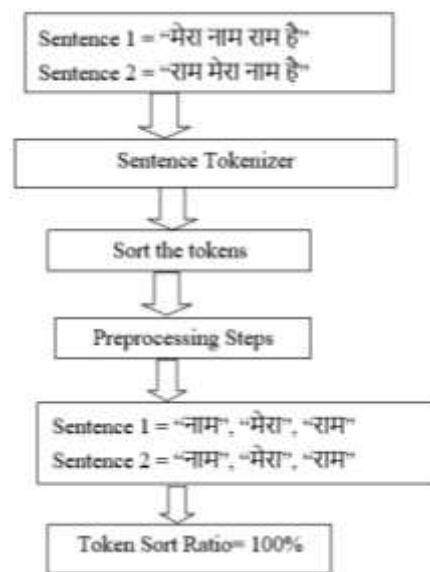 Sentence 1 = “मेरा नाम राम है”
Sentence 2 = “राम मेरा नाम है”
Sentence Tokenizer
Sort the tokens
Preprocessing Steps
Sentence 1 = “नाम”, “मेरा”, “राम”
Sentence 2 = “नाम”, “मेरा”, “राम”
Token Sort Ratio= 100%